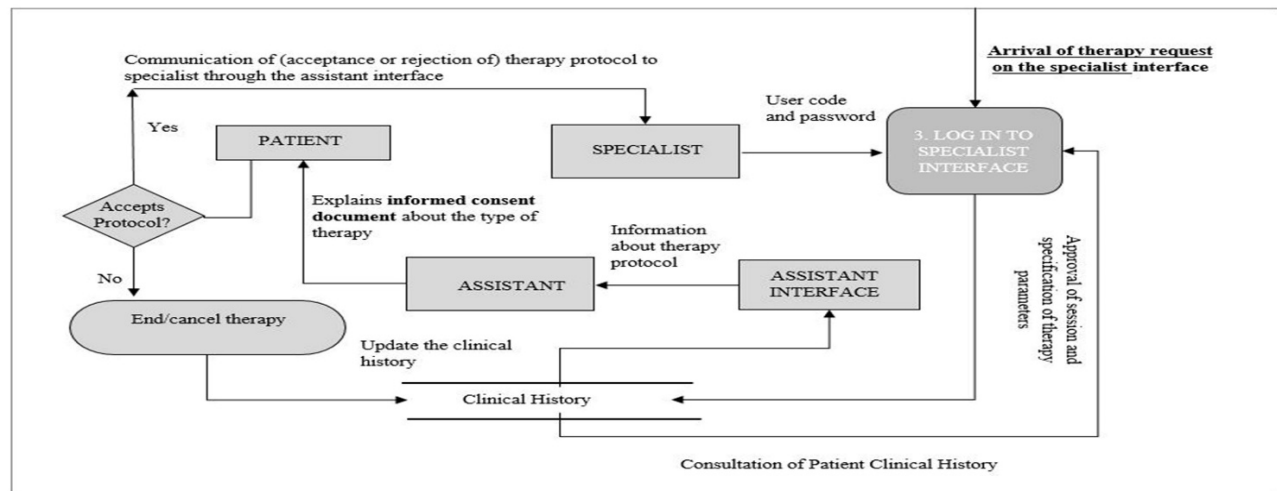 Communication of (acceptance or rejection of) therapy protocol to
specialist through the assistant interface
Arrival of therapy request
on the specialist interface
Yes
PATIENT
SPECIALIST
User code
and password
3. LOG IN TO
SPECIALIST
INTERFACE
Accepts
Protocol?
Explains informed consent
document about the type of
therapy
Information
about therapy
protocol
No
ASSISTANT
ASSISTANT
INTERFACE
Approval of session and
specification of therapy
parameters
End/cancel therapy
Update the clinical
history
Clinical History
Consultation of Patient Clinical History